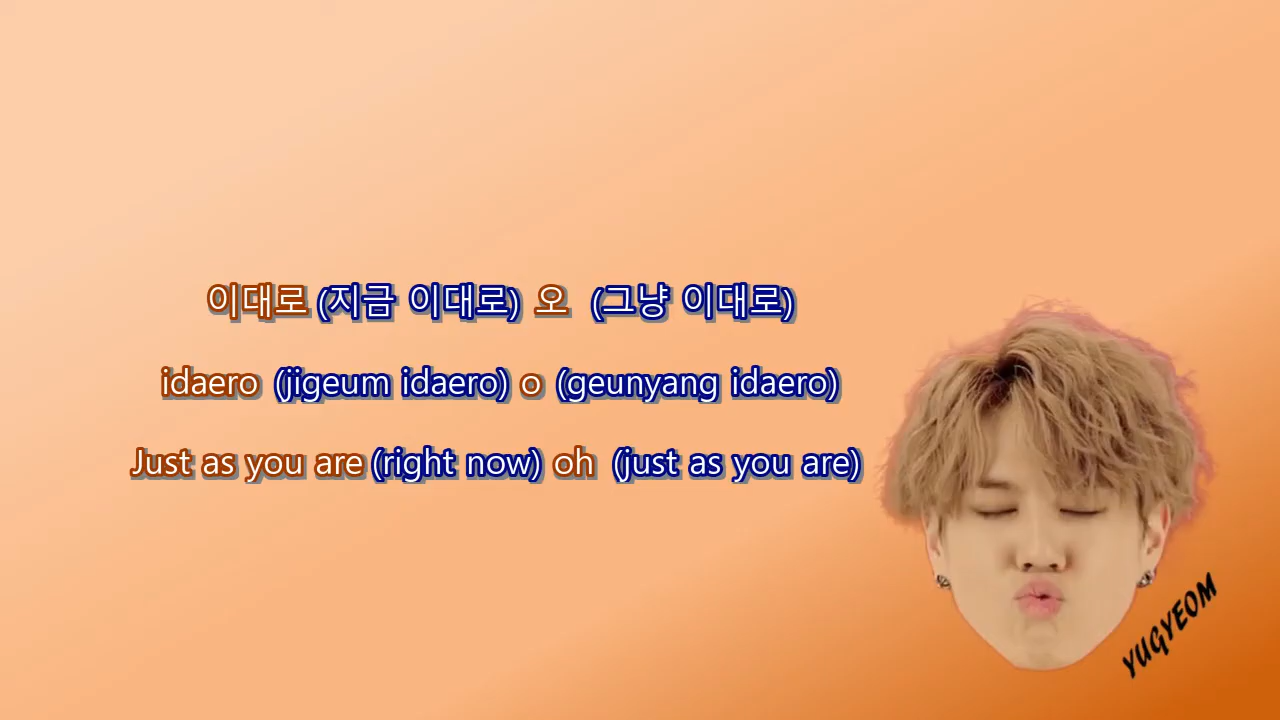 이대로 (지금 이대로) 오 (그냥 이대로)
idaero (jigeum idaero) o (geunyang idaero)
Just as you are (right now) oh (just as you are)
YUGYEOM